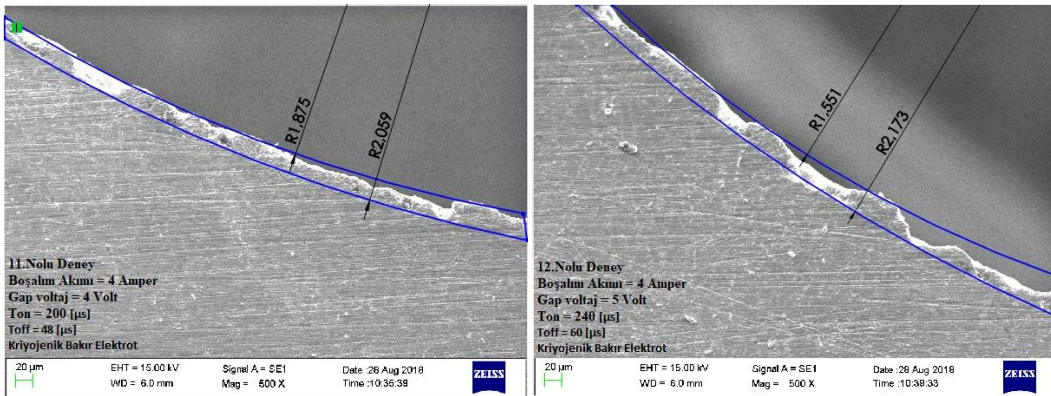 R1,875
R2,059
11.Nolu Deney
Boşalım Akımı = 4 Amper
Gap voltaj = 4 Volt
Ton = 200 [µs]
Toff = 48 [µs]
Kriyojenik Bakır Elektrot
20 µm
EHT = 15.00 kV
Signal A = SE1
Date :28 Aug 2018
WD = 6.0 mm
Mag = 500 X
Time :10:35:39
ZEISS
R1,551
R2,173
12.Nolu Deney
Boşalım Akımı = 4 Amper
Gap voltaj = 5 Volt
Ton = 240 [µs]
Toff = 60 [µs]
Kriyojenik Bakır Elektrot
20 µm
EHT = 15.00 kV
Signal A = SE1
Date :28 Aug 2018
WD = 6.0 mm
Mag = 500 X
Time :10:39:33
ZEISS